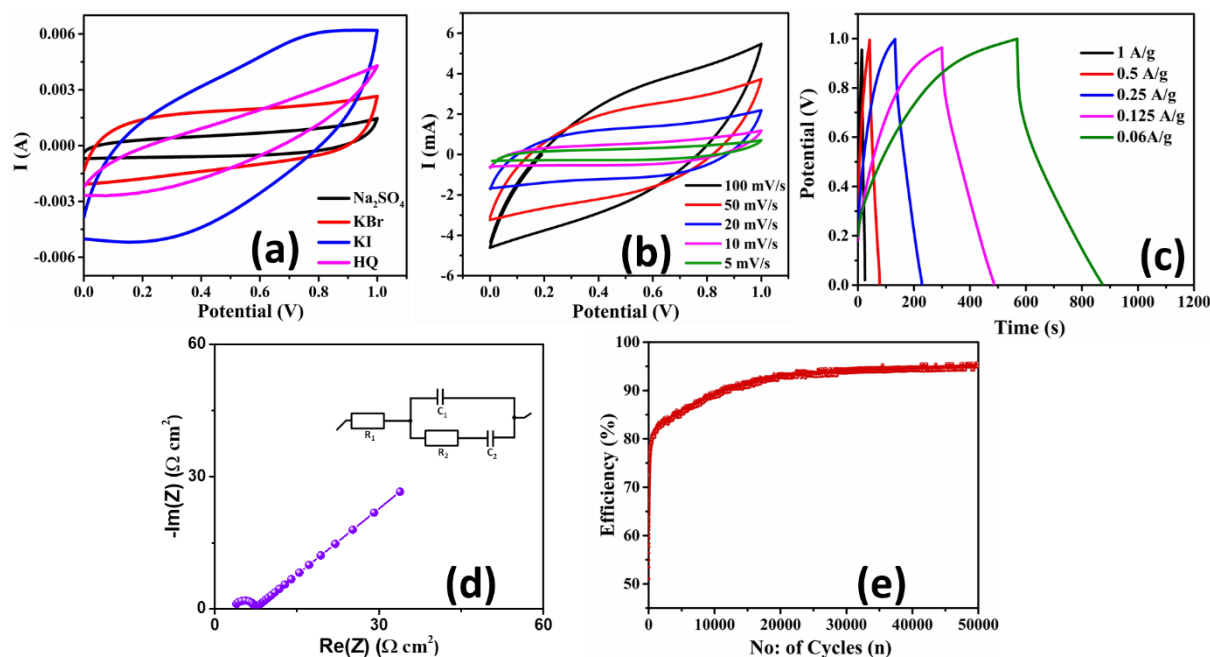 0.006
0.003
0.000
-0.003
-0.006
I (A)
0.0 0.2 0.4 0.6 0.8 1.0
Potential (V)
Na₂SO₄
KBr
KI
HQ
(a)
6
4
2
0
-2
-4
-6
I (mA)
0.0 0.2 0.4 0.6 0.8 1.0
Potential (V)
100 mV/s
50 mV/s
20 mV/s
10 mV/s
5 mV/s
(b)
1.0
0.8
0.6
0.4
0.2
0.0
Potential (V)
0 200 400 600 800 1000 1200
Time (s)
1 A/g
0.5 A/g
0.25 A/g
0.125 A/g
0.06A/g
(c)
60
30
0
-Im(Z) (Ω cm²)
0 30 60
Re(Z) (Ω cm²)
R₁
C₁
R₂
C₂
(d)
100
95
90
85
80
75
70
65
60
55
50
Efficiency (%)
0 10000 20000 30000 40000 50000
No: of Cycles (n)
(e)